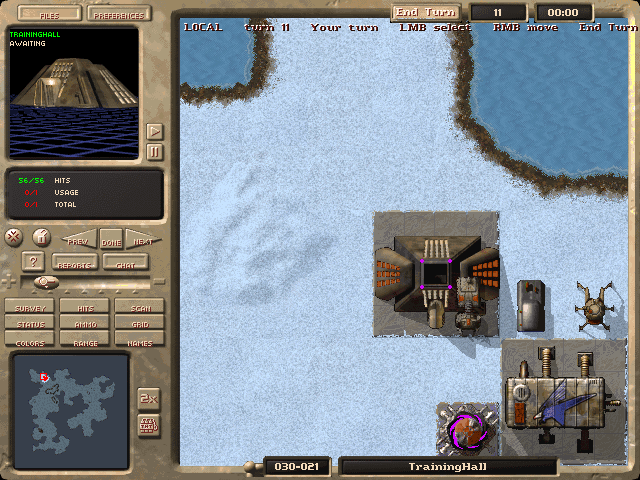 FILES
PREFERENCES
End Turn
11
00:00
LOCAL turn 11 Your turn LMB select RMB move End Turn
TRAININGHALL
AWAITING
56/56 HITS
0/1 USAGE
0/1 TOTAL
PREV
DONE
NEXT
?
REPORTS
CHAT
SURVEY
HITS
SCAN
STATUS
AMMO
GRID
COLORS
RANGE
NAMES
2x
030-021
TrainingHall